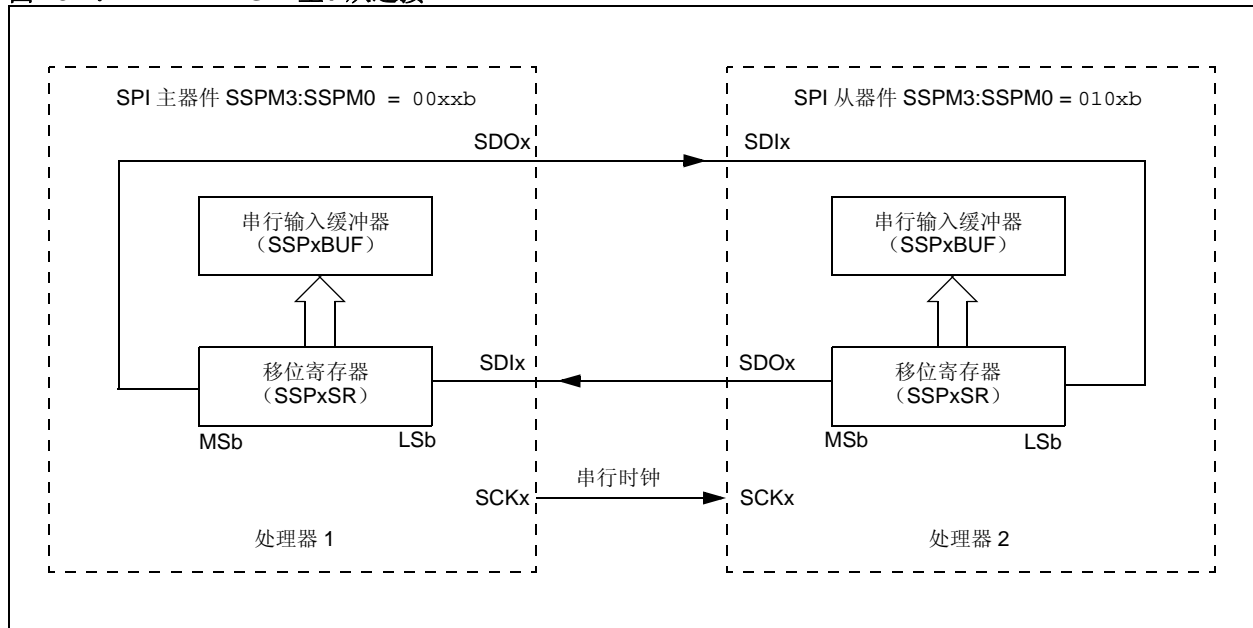 SPI 主器件 SSPM3:SSPM0 = 00xxb
SPI 从器件 SSPM3:SSPM0 = 010xb
SDOx
SDIx
串行输入缓冲器
（SSPxBUF）
串行输入缓冲器
（SSPxBUF）
移位寄存器
（SSPxSR）
SDIx
SDOx
移位寄存器
（SSPxSR）
MSb
LSb
MSb
LSb
串行时钟
SCKx
SCKx
处理器 1
处理器 2